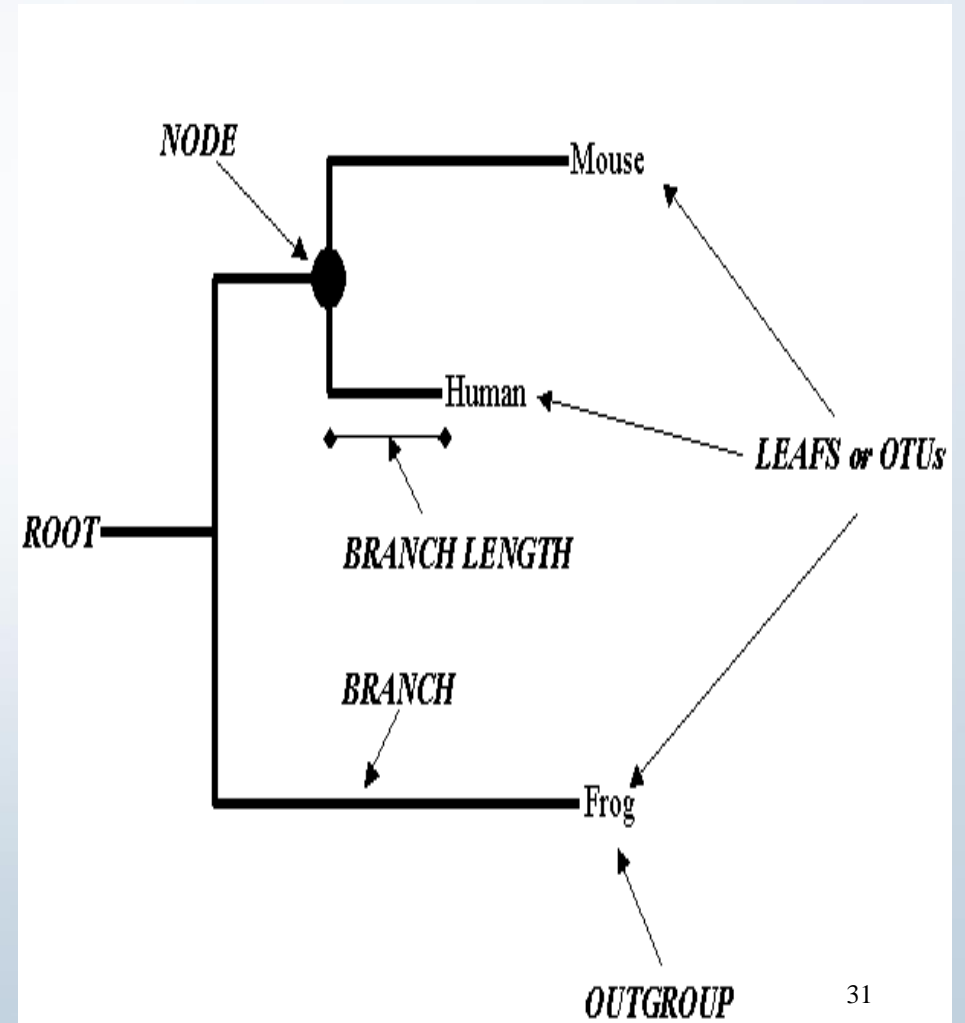 NODE
Mouse
Human
LEAFS or OTUs
ROOT
BRANCH LENGTH
BRANCH
Frog
OUTGROUP
31